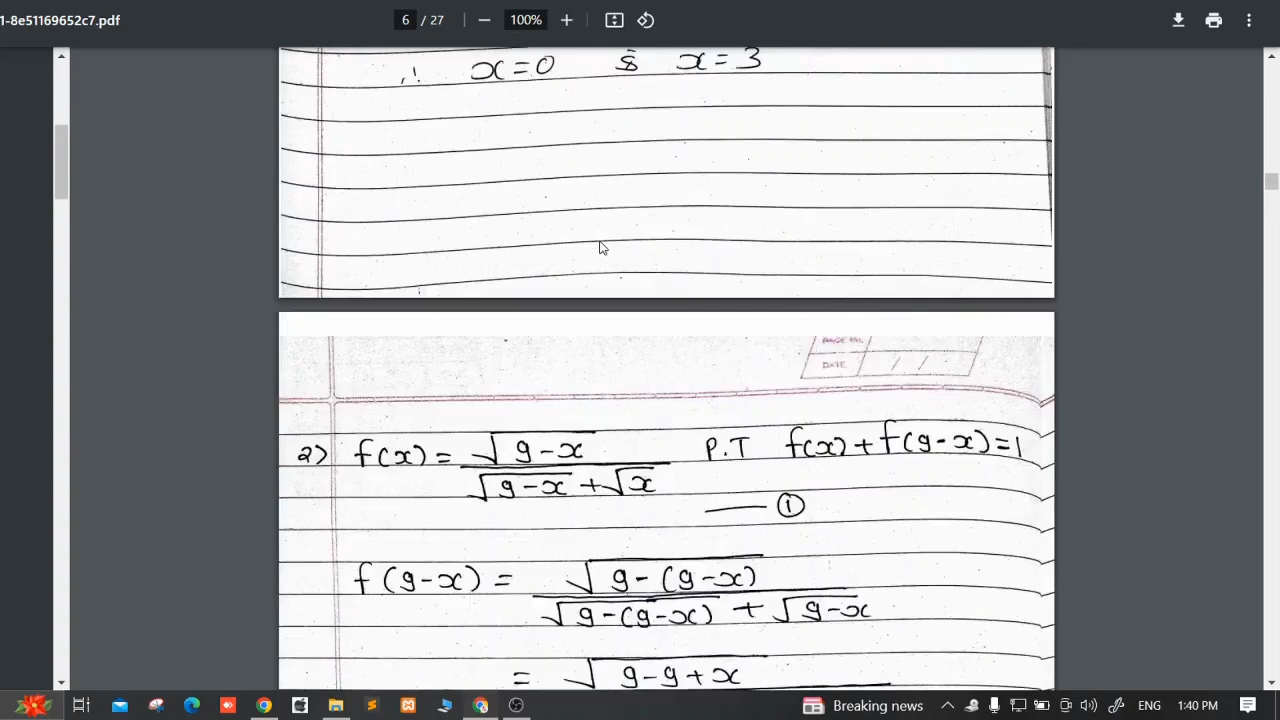 1-8e51169652c7.pdf
6 / 27
100%
∴ x=0 & x=3
DATE / /
2) f(x) = √(9-x) / (√(9-x) + √x) P.T f(x)+f(9-x)=1
—— ①
f(9-x) = √(9-(9-x)) / (√(9-(9-x)) + √(9-x))
= √(9-9+x)
Breaking news
ENG
1:40 PM